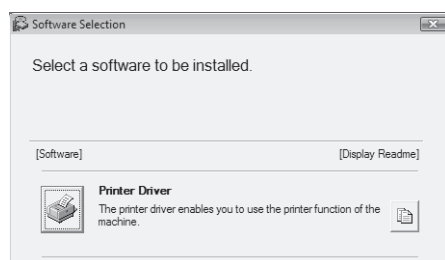 Software Selection
Select a software to be installed.
[Software] [Display Readme]
Printer Driver
The printer driver enables you to use the printer function of the
machine.